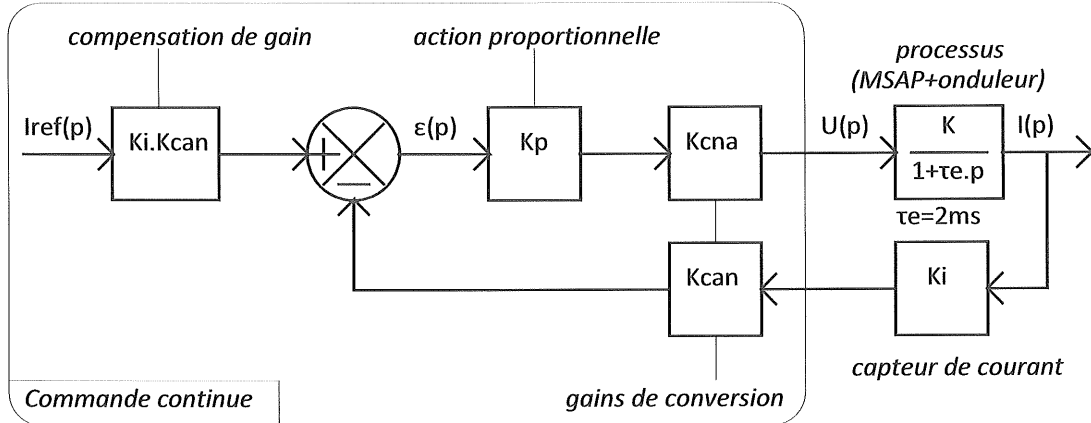 compensation de gain
action proportionnelle
processus
(MSAP+onduleur)
Iref(p)
Ki.Kcan
+
−
ε(p)
Kp
Kcna
U(p)
K
1+τe.p
I(p)
τe=2ms
Kcan
Ki
capteur de courant
Commande continue
gains de conversion